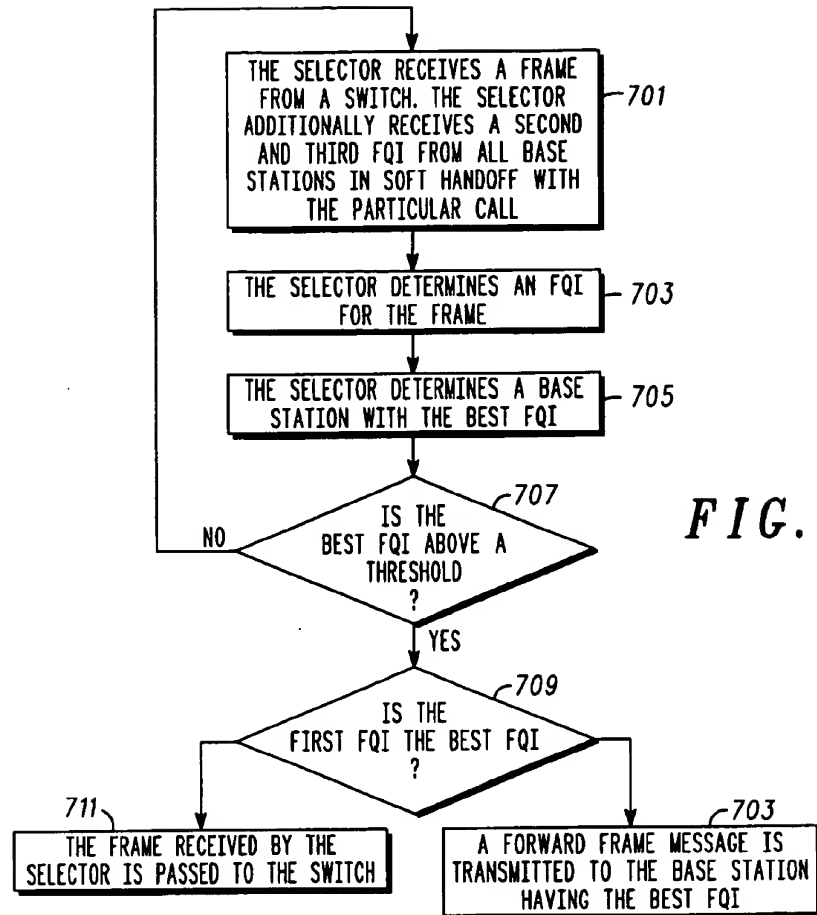 THE SELECTOR RECEIVES A FRAME
FROM A SWITCH. THE SELECTOR
ADDITIONALLY RECEIVES A SECOND
AND THIRD FQI FROM ALL BASE
STATIONS IN SOFT HANDOFF WITH
THE PARTICULAR CALL
701
THE SELECTOR DETERMINES AN FQI
FOR THE FRAME
703
THE SELECTOR DETERMINES A BASE
STATION WITH THE BEST FQI
705
707
IS THE
BEST FQI ABOVE A
THRESHOLD
?
NO
FIG.
YES
709
IS THE
FIRST FQI THE BEST FQI
?
711
THE FRAME RECEIVED BY THE
SELECTOR IS PASSED TO THE SWITCH
703
A FORWARD FRAME MESSAGE IS
TRANSMITTED TO THE BASE STATION
HAVING THE BEST FQI